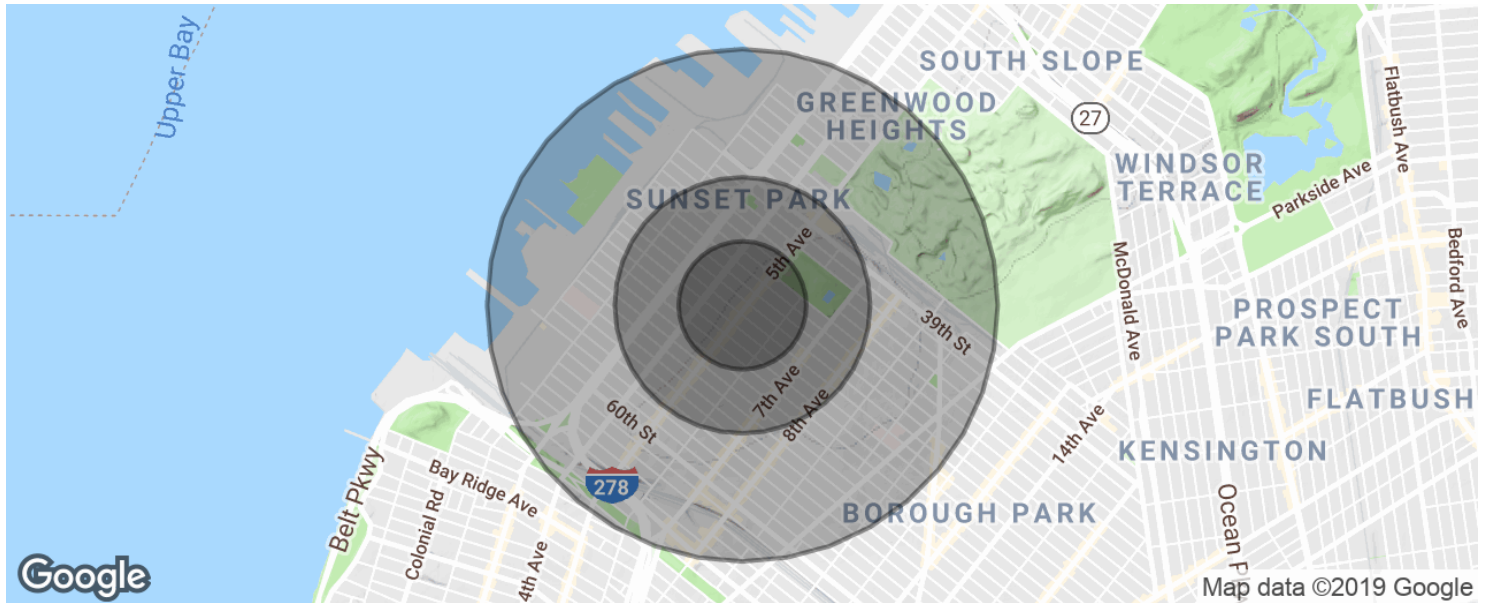 Upper Bay
SOUTH SLOPE
GREENWOOD
HEIGHTS
27
Flatbush Ave
WINDSOR
TERRACE
SUNSET PARK
Parkside Ave
5th Ave
McDonald Ave
Bedford Ave
39th St
PROSPECT
PARK SOUTH
7th Ave
8th Ave
60th St
FLATBUSH
14th Ave
KENSINGTON
Bay Ridge Ave
278
Belt Pkwy
Colonial Rd
BOROUGH PARK
4th Ave
Google
Map data ©2019 Google